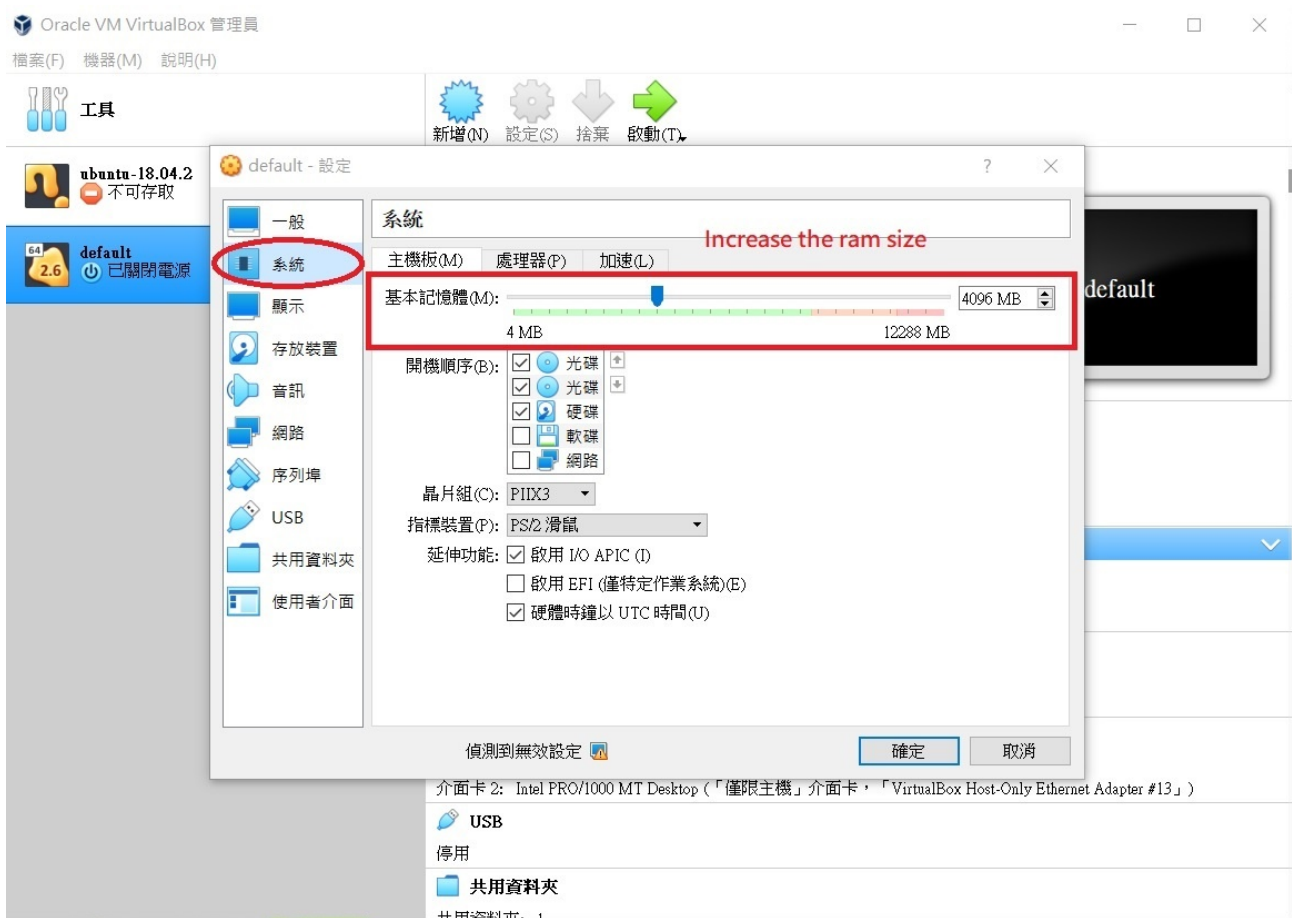 Oracle VM VirtualBox 管理員
檔案(F) 機器(M) 說明(H)
工具
新增(N) 設定(S) 捨棄 啟動(T)
ubuntu-18.04.2
不可存取
64
2.6
default
已關閉電源
default - 設定
?
一般
系統
顯示
存放裝置
音訊
網路
序列埠
USB
共用資料夾
使用者介面
系統
Increase the ram size
主機板(M) 處理器(P) 加速(L)
基本記憶體(M): 4096 MB
4 MB 12288 MB
開機順序(B): 光碟
光碟
硬碟
軟碟
網路
晶片組(C): PIIX3
指標裝置(P): PS/2 滑鼠
延伸功能: 啟用 I/O APIC (I)
啟用 EFI (僅特定作業系統)(E)
硬體時鐘以 UTC 時間(U)
偵測到無效設定
確定 取消
default
介面卡 2: Intel PRO/1000 MT Desktop (「僅限主機」介面卡，「VirtualBox Host-Only Ethernet Adapter #13」)
USB
停用
共用資料夾
共用資料夾: 1